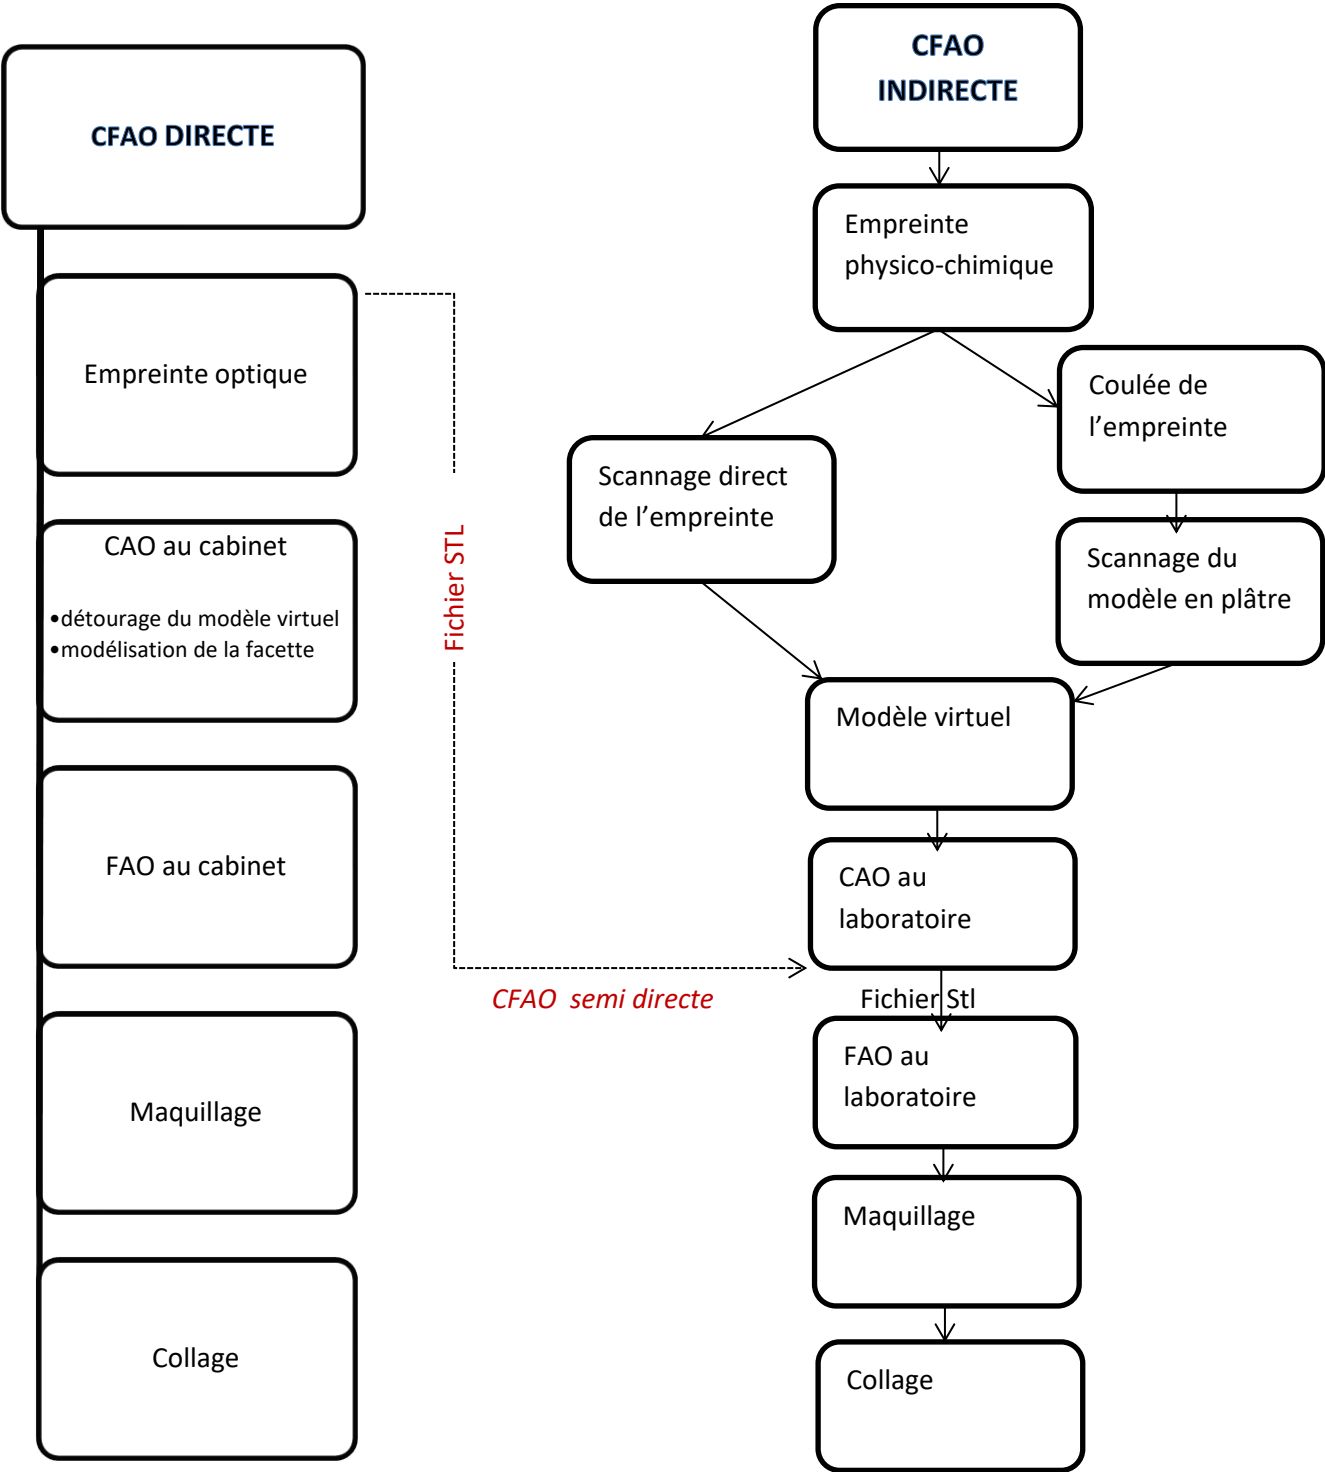 CFAO DIRECTE
Empreinte optique
CAO au cabinet
•détourage du modèle virtuel
•modélisation de la facette
FAO au cabinet
Maquillage
Collage
Fichier STL
CFAO  semi directe
CFAO
INDIRECTE
Empreinte
physico-chimique
Scannage direct
de l’empreinte
Coulée de
l’empreinte
Scannage du
modèle en plâtre
Modèle virtuel
CAO au
laboratoire
Fichier Stl
FAO au
laboratoire
Maquillage
Collage